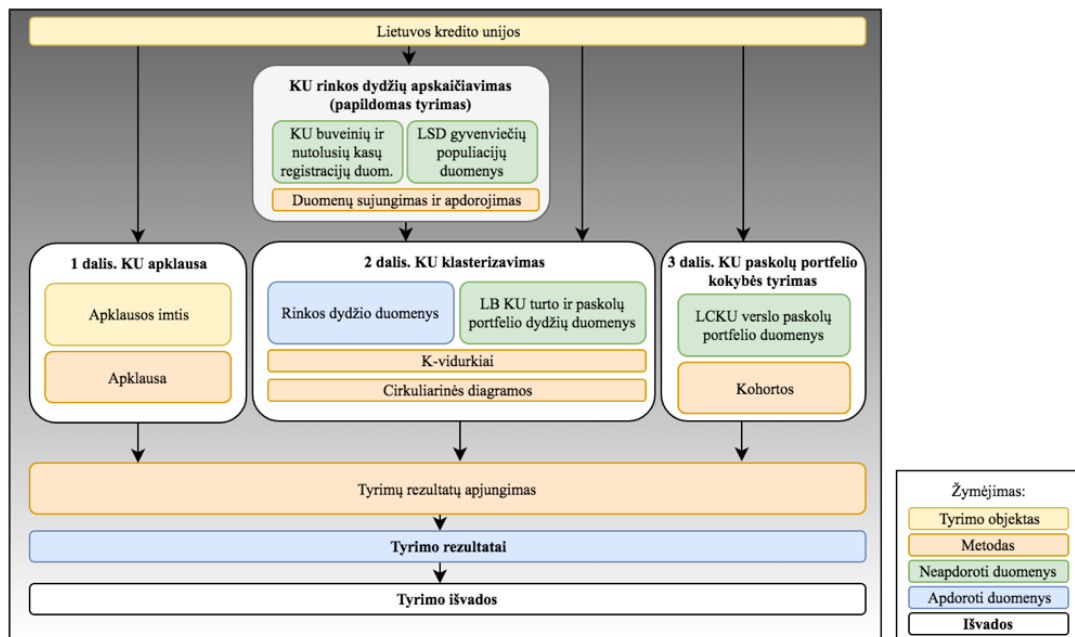 Lietuvos kredito unijos
KU rinkos dydžių apskaičiavimas
(papildomas tyrimas)
KU buveinių ir
nutolusių kasų
registracijų duom.
LSD gyvenviečių
populiacijų
duomenys
Duomenų sujungimas ir apdorojimas
1 dalis. KU apklausa
Apklausos imtis
Apklausa
2 dalis. KU klasterizavimas
Rinkos dydžio duomenys
LB KU turto ir paskolų
portfelio dydžių duomenys
K-vidurkiai
Cirkuliarinės diagramos
3 dalis. KU paskolų portfelio
kokybės tyrimas
LCKU verslo paskolų
portfelio duomenys
Kohortos
Tyrimų rezultatų apjungimas
Tyrimo rezultatai
Tyrimo išvados
Žymėjimas:
Tyrimo objektas
Metodas
Neapdoroti duomenys
Apdoroti duomenys
Išvados